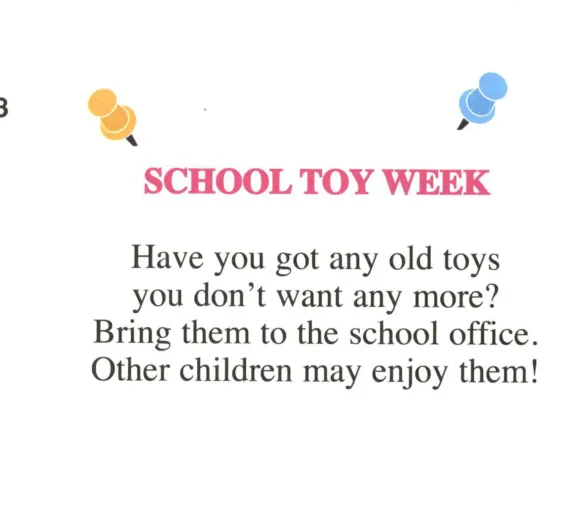 3
SCHOOL TOY WEEK
Have you got any old toys
you don't want any more?
Bring them to the school office.
Other children may enjoy them!